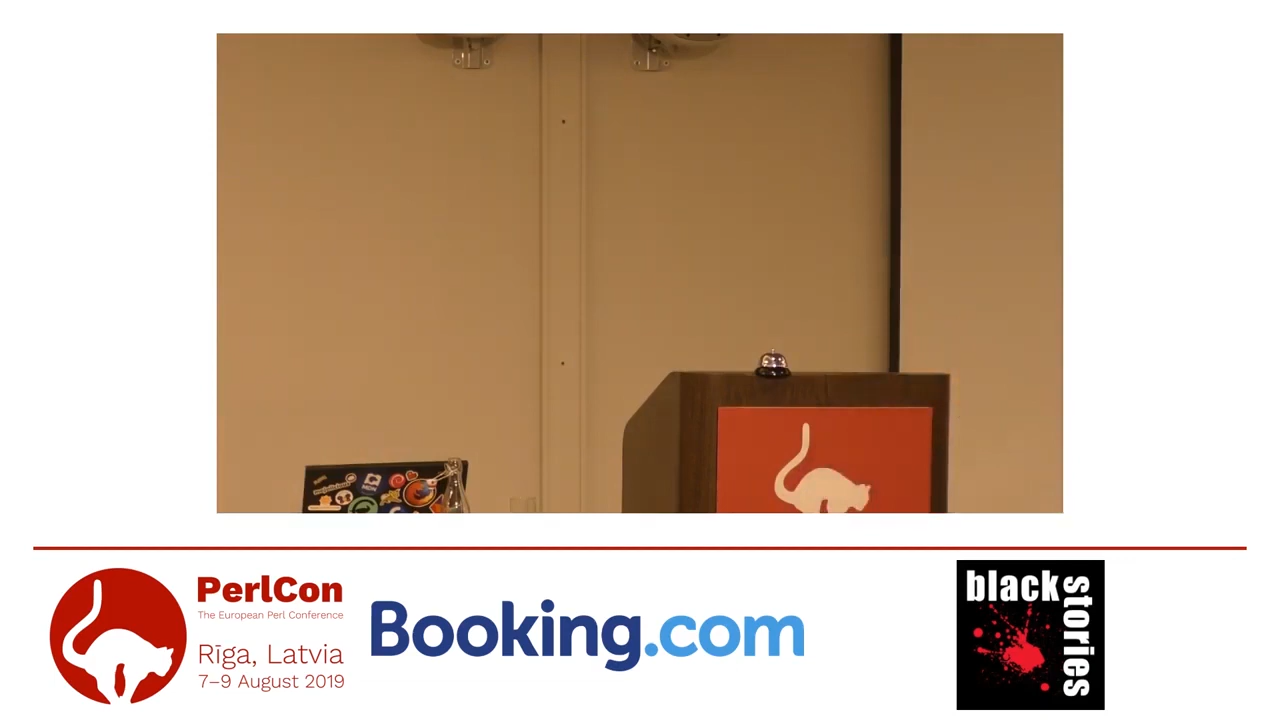 PerlCon
The European Perl Conference
Rīga, Latvia
7–9 August 2019
Booking.com
black
stories